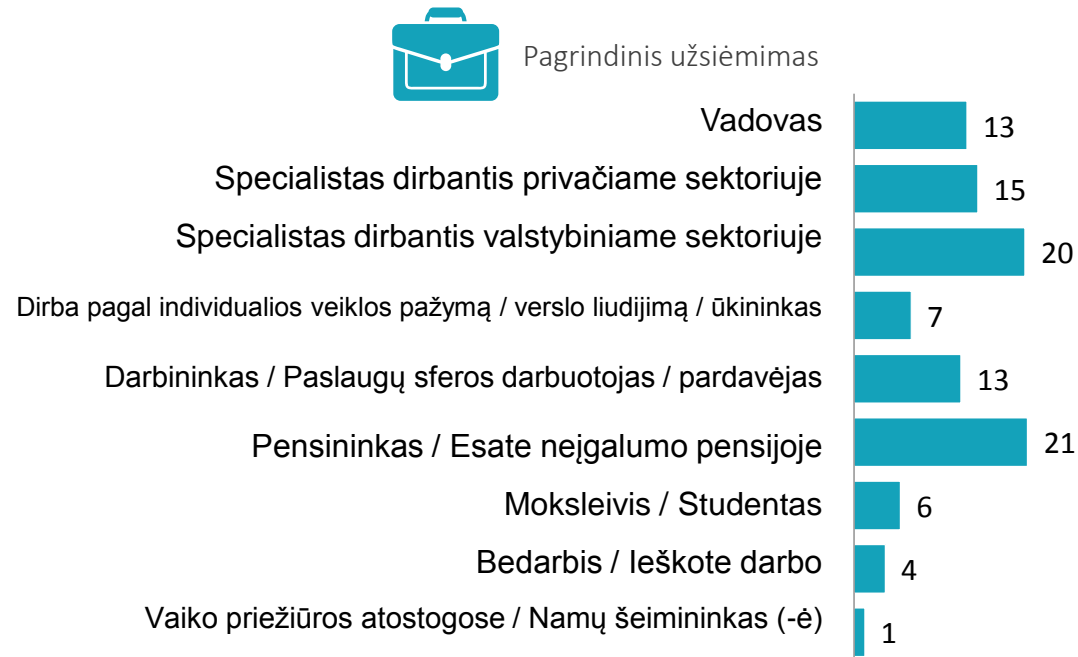 Pagrindinis užsiėmimas
Vadovas 13
Specialistas dirbantis privačiame sektoriuje 15
Specialistas dirbantis valstybiniame sektoriuje 20
Dirba pagal individualios veiklos pažymą / verslo liudijimą / ūkininkas 7
Darbininkas / Paslaugų sferos darbuotojas / pardavėjas 13
Pensininkas / Esate neįgalumo pensijoje 21
Moksleivis / Studentas 6
Bedarbis / Ieškote darbo 4
Vaiko priežiūros atostogose / Namų šeimininkas (-ė) 1